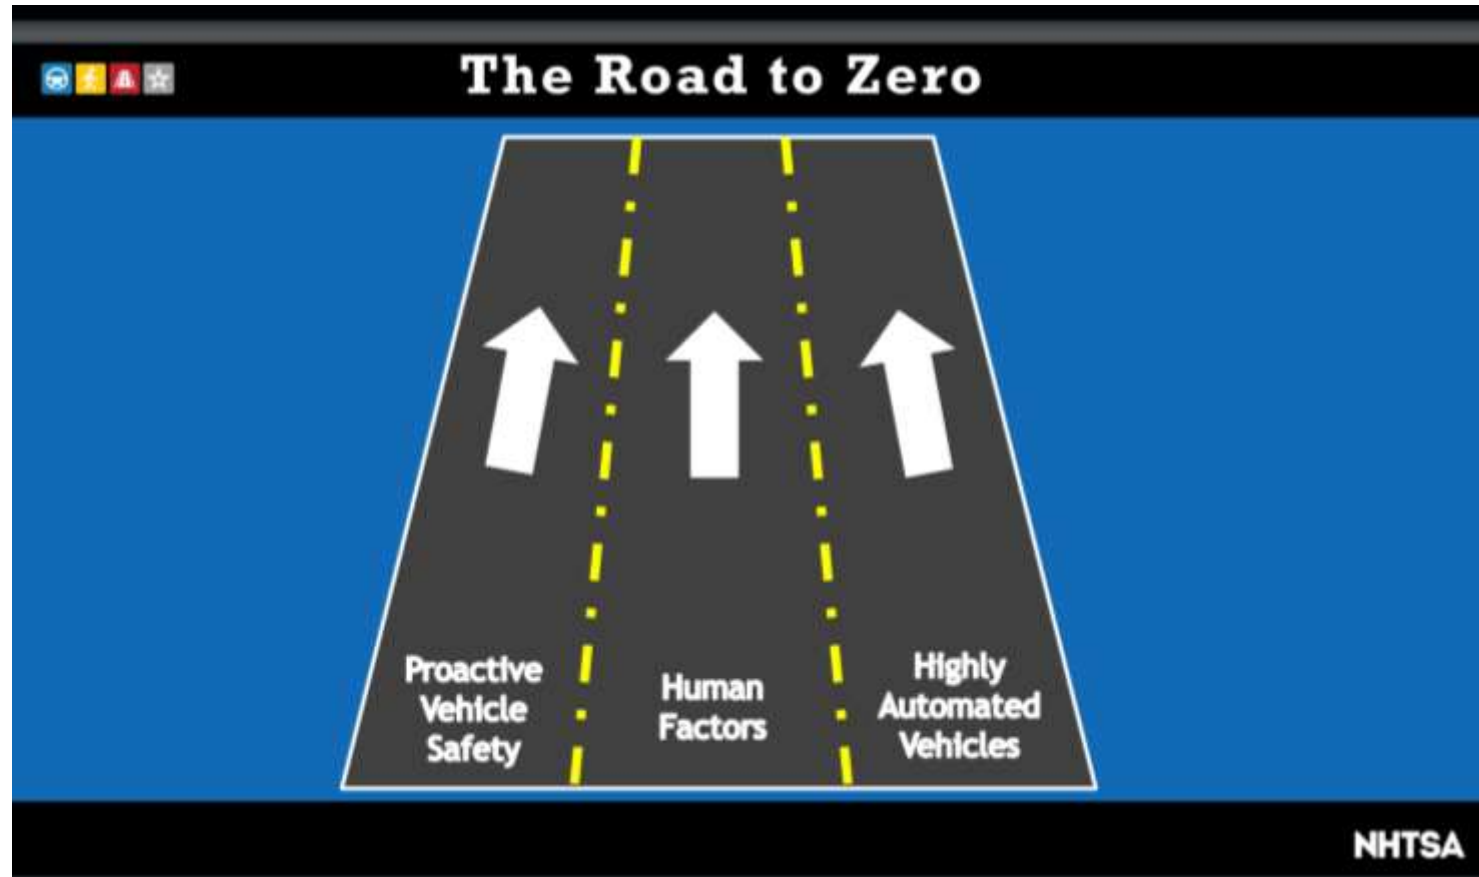 The Road to Zero
Proactive
Vehicle
Safety
Human
Factors
Highly
Automated
Vehicles
NHTSA